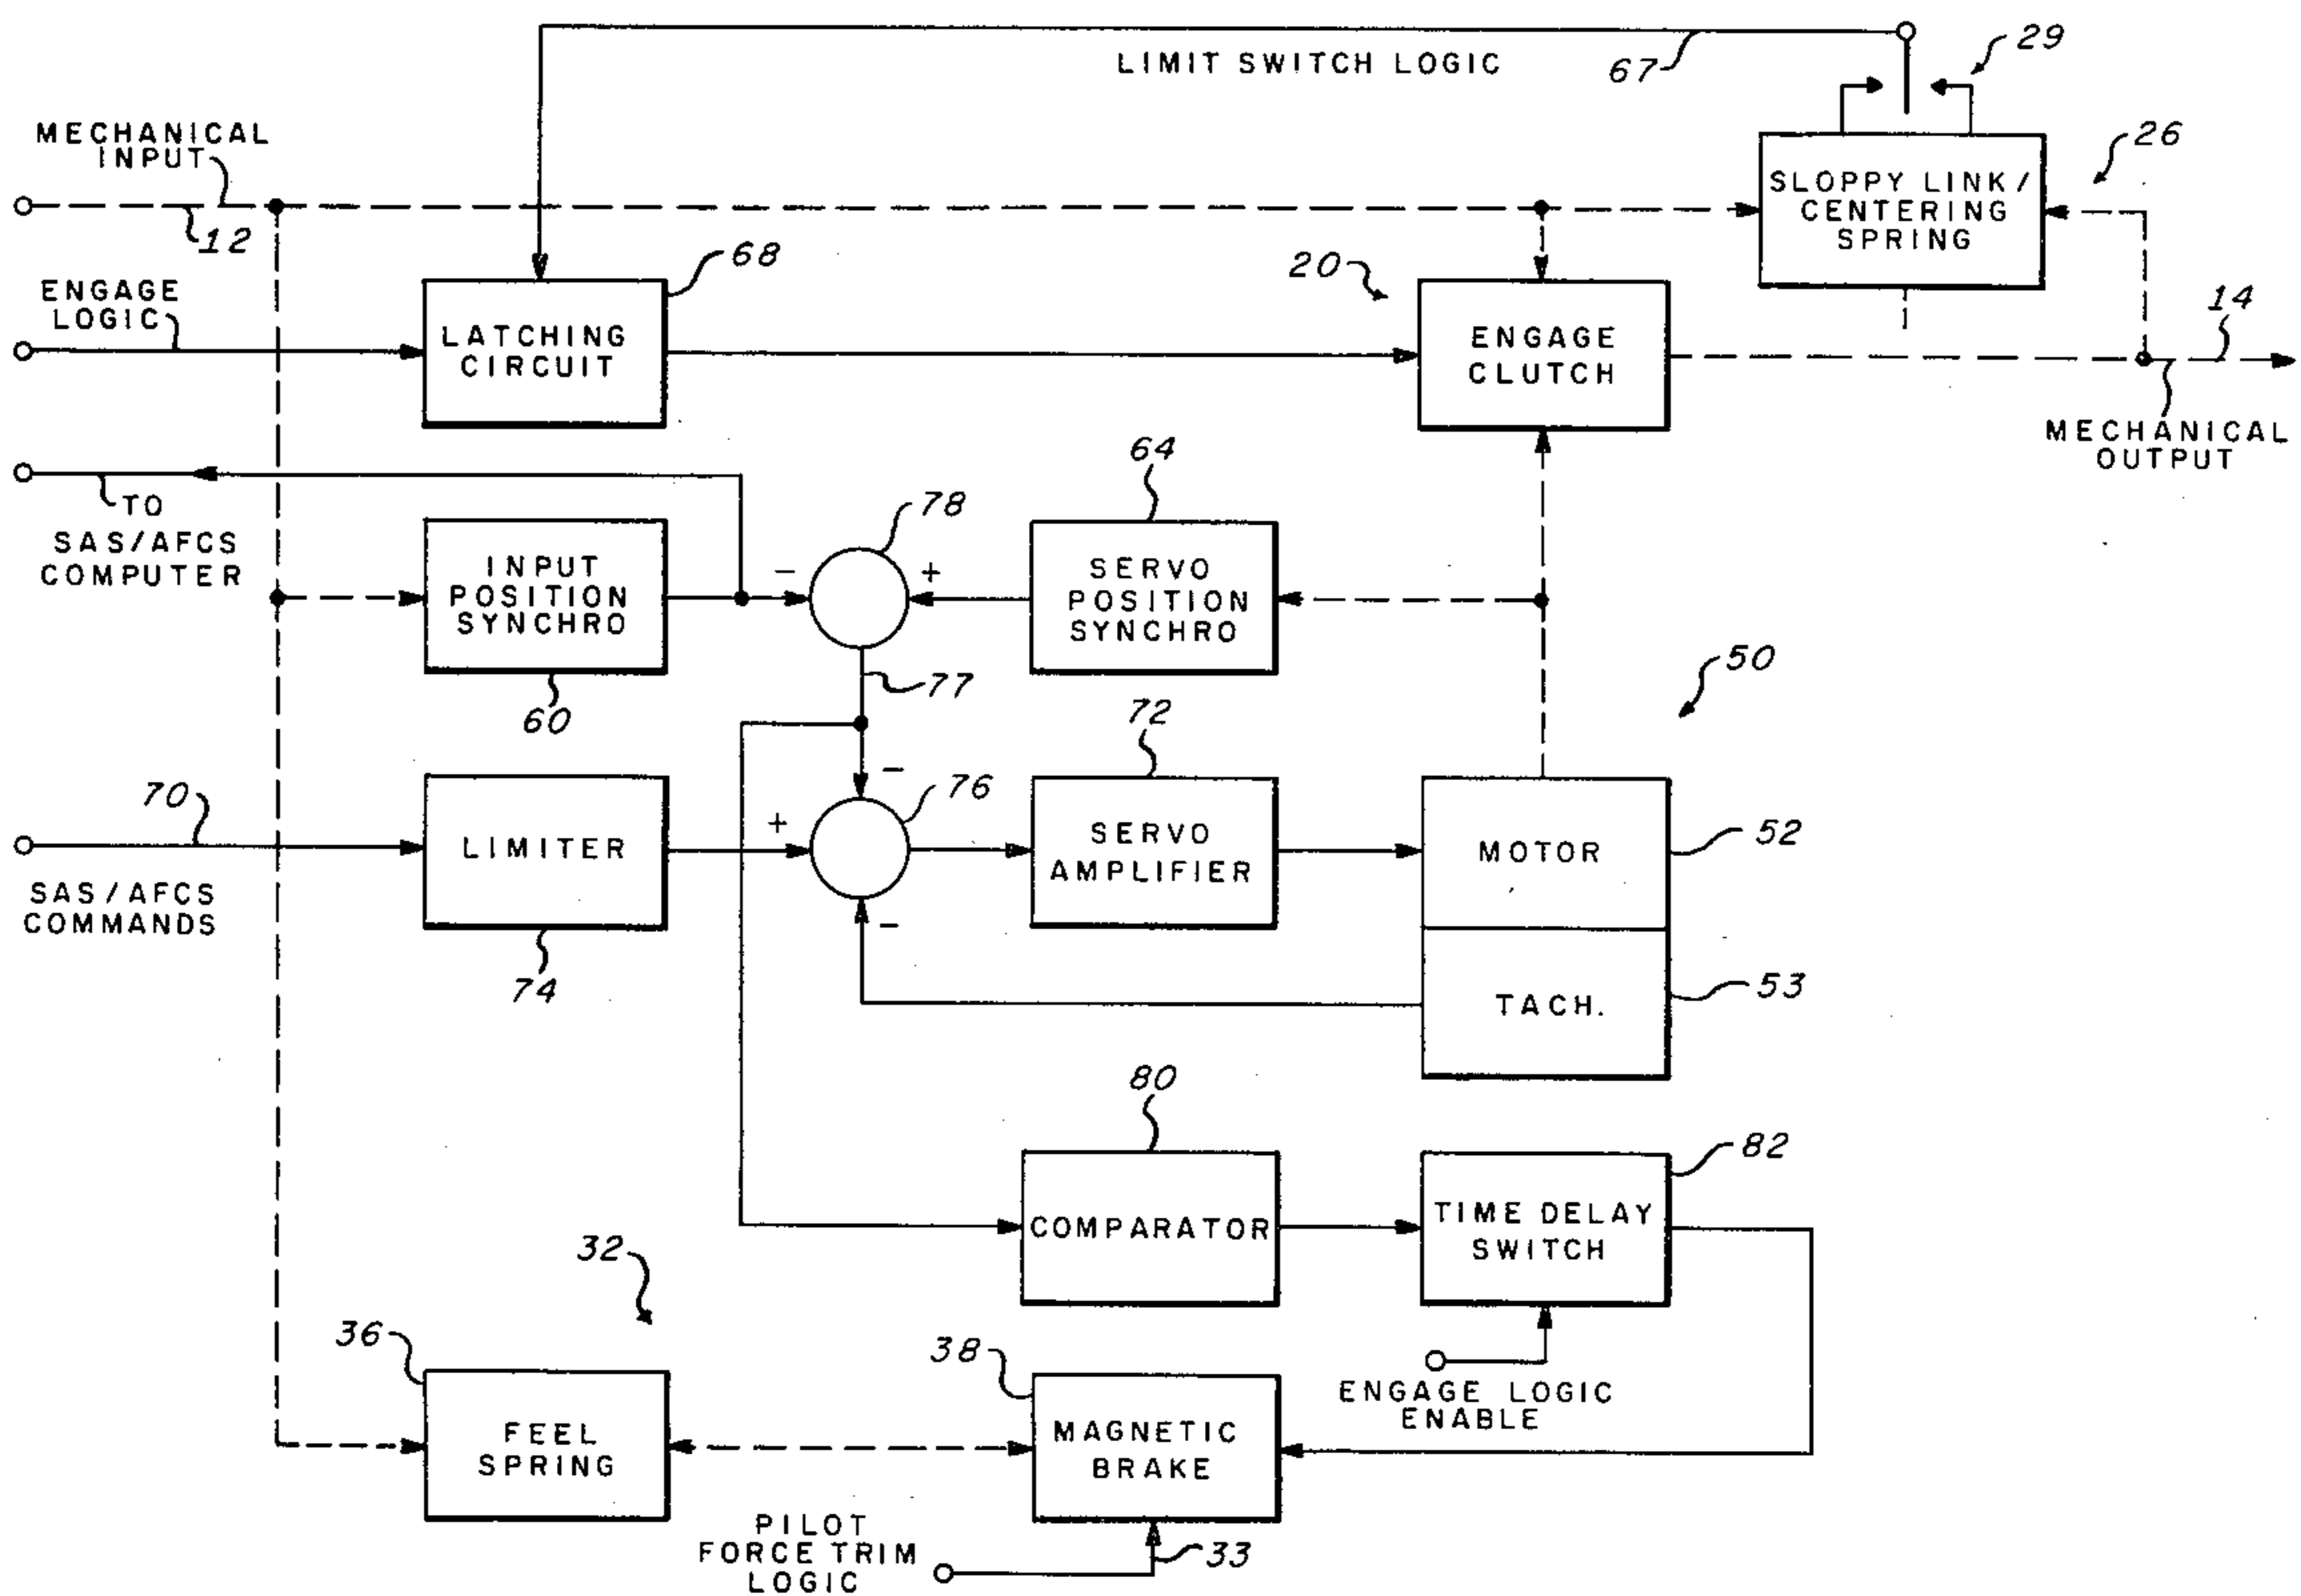 LIMIT SWITCH LOGIC
67
29
MECHANICAL
INPUT
26
SLOPPY LINK/
CENTERING
SPRING
12
68
20
ENGAGE
LOGIC
LATCHING
CIRCUIT
ENGAGE
CLUTCH
14
MECHANICAL
OUTPUT
64
78
TO
SAS/AFCS
COMPUTER
INPUT
POSITION
SYNCHRO
-
+
SERVO
POSITION
SYNCHRO
50
77
60
72
-
76
70
+
LIMITER
SERVO
AMPLIFIER
MOTOR
52
SAS/AFCS
COMMANDS
-
74
TACH.
53
80
82
COMPARATOR
TIME DELAY
SWITCH
32
36
38
ENGAGE LOGIC
ENABLE
FEEL
SPRING
MAGNETIC
BRAKE
PILOT
FORCE TRIM
LOGIC
33